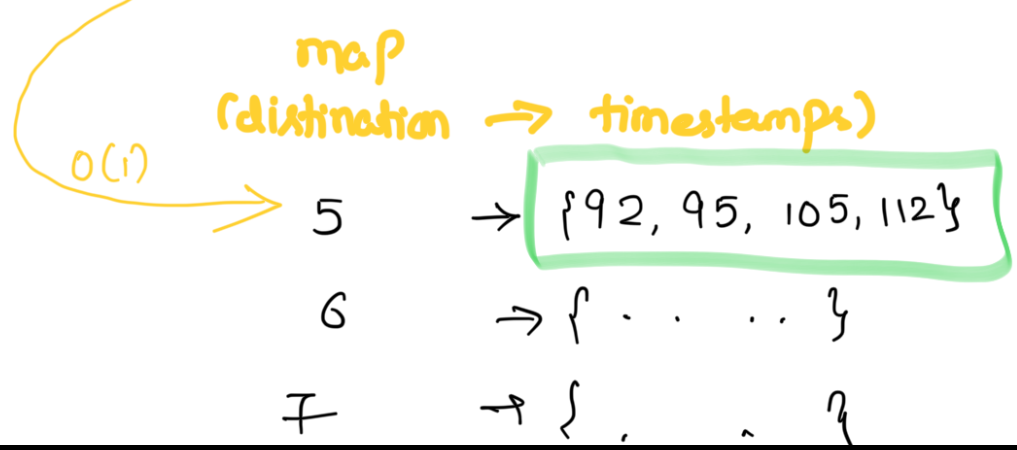 map
(distination → timestamps)
O(1)
5 → {92, 95, 105, 112}
6 → { . . . . }
7 → { . . }